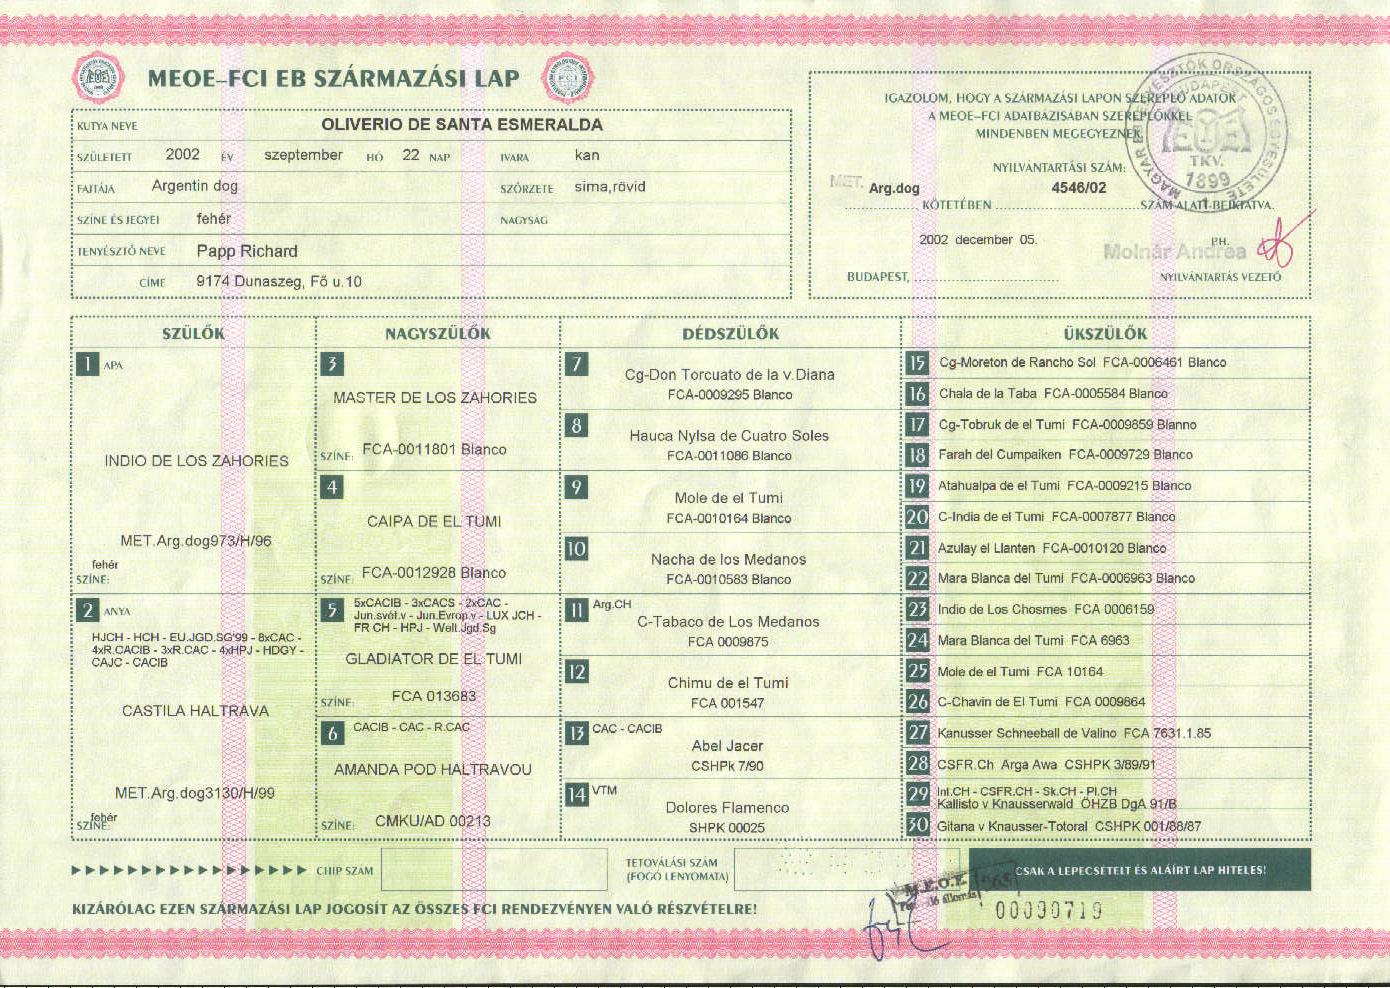 MEOE–FCI EB SZÁRMAZÁSI LAP
KUTYA NEVE OLIVERIO DE SANTA ESMERALDA
SZÜLETETT 2002 ÉV szeptember HÓ 22 NAP IVARA kan
FAJTÁJA Argentin dog SZŐRZETE sima,rövid
SZÍNE ÉS JEGYEI fehér NAGYSÁG
TENYÉSZTŐ NEVE Papp Richard
CÍME 9174 Dunaszeg, Fő u.10
IGAZOLOM, HOGY A SZÁRMAZÁSI LAPON SZEREPLŐ ADATOK
A MEOE–FCI ADATBÁZISÁBAN SZEREPLŐKKEL
MINDENBEN MEGEGYEZNEK.
NYILVÁNTARTÁSI SZÁM:
MET. Arg.dog 4546/02
KÖTETÉBEN SZÁM ALATT BEIKTATVA.
2002 december 05. PH.
Molnár Andrea
BUDAPEST, NYILVÁNTARTÁS VEZETŐ
MAGYAR EBTENYÉSZTŐK ORSZÁGOS EGYESÜLETE
BUDAPEST
TKV.
1899
SZÜLŐK
1 APA
INDIO DE LOS ZAHORIES
MET.Arg.dog973/H/96
fehér
SZÍNE:
2 ANYA
HJCH - HCH - EU.JGD.SG'99 - 8xCAC -
4xR.CACIB - 3xR.CAC - 4xHPJ - HDGY -
CAJC - CACIB
CASTILA HALTRAVA
MET.Arg.dog3130/H/99
fehér
SZÍNE:
NAGYSZÜLŐK
3
MASTER DE LOS ZAHORIES
SZÍNE: FCA-0011801 Blanco
4
CAIPA DE EL TUMI
SZÍNE: FCA-0012928 Blanco
5 5xCACIB - 3xCACS - 2xCAC -
Jun.svét.v - Jun.Evrop.v - LUX JCH -
FR CH - HPJ - Welt.Jgd.Sg
GLADIATOR DE EL TUMI
SZÍNE: FCA 013683
6 CACIB - CAC - R.CAC
AMANDA POD HALTRAVOU
SZÍNE: CMKU/AD 00213
DÉDSZÜLŐK
7
Cg-Don Torcuato de la v.Diana
FCA-0009295 Blanco
8
Hauca Nylsa de Cuatro Soles
FCA-0011086 Blanco
9
Mole de el Tumi
FCA-0010164 Blanco
10
Nacha de los Medanos
FCA-0010583 Blanco
11 Arg.CH
C-Tabaco de Los Medanos
FCA 0009875
12
Chimu de el Tumi
FCA 001547
13 CAC - CACIB
Abel Jacer
CSHPk 7/90
14 VTM
Dolores Flamenco
SHPK 00025
ÜKSZÜLŐK
15 Cg-Moreton de Rancho Sol FCA-0006461 Blanco
16 Chala de la Taba FCA-0005584 Blanco
17 Cg-Tobruk de el Tumi FCA-0009859 Blanno
18 Farah del Cumpaiken FCA-0009729 Blanco
19 Atahualpa de el Tumi FCA-0009215 Blanco
20 C-India de el Tumi FCA-0007877 Blanco
21 Azulay el Llanten FCA-0010120 Blanco
22 Mara Blanca del Tumi FCA-0006963 Blanco
23 Indio de Los Chosmes FCA 0006159
24 Mara Blanca del Tumi FCA 6963
25 Mole de el Tumi FCA 10164
26 C-Chavin de El Tumi FCA 0009864
27 Kanusser Schneeball de Valino FCA 7631.1.85
28 CSFR.Ch Arga Awa CSHPK 3/89/91
29 Int.CH - CSFR.CH - Sk.CH - Pl.CH
Kallisto v Knausserwald ÖHZB DgA 91/B
30 Gitana v Knausser-Totoral CSHPK 001/88/87
CHIP SZÁM
TETOVÁLÁSI SZÁM
(FOGÓ LENYOMATA)
CSAK A LEPECSÉTELT ÉS ALÁÍRT LAP HITELES!
KIZÁRÓLAG EZEN SZÁRMAZÁSI LAP JOGOSÍT AZ ÖSSZES FCI RENDEZVÉNYEN VALÓ RÉSZVÉTELRE!
M.E.O.E.
00090719